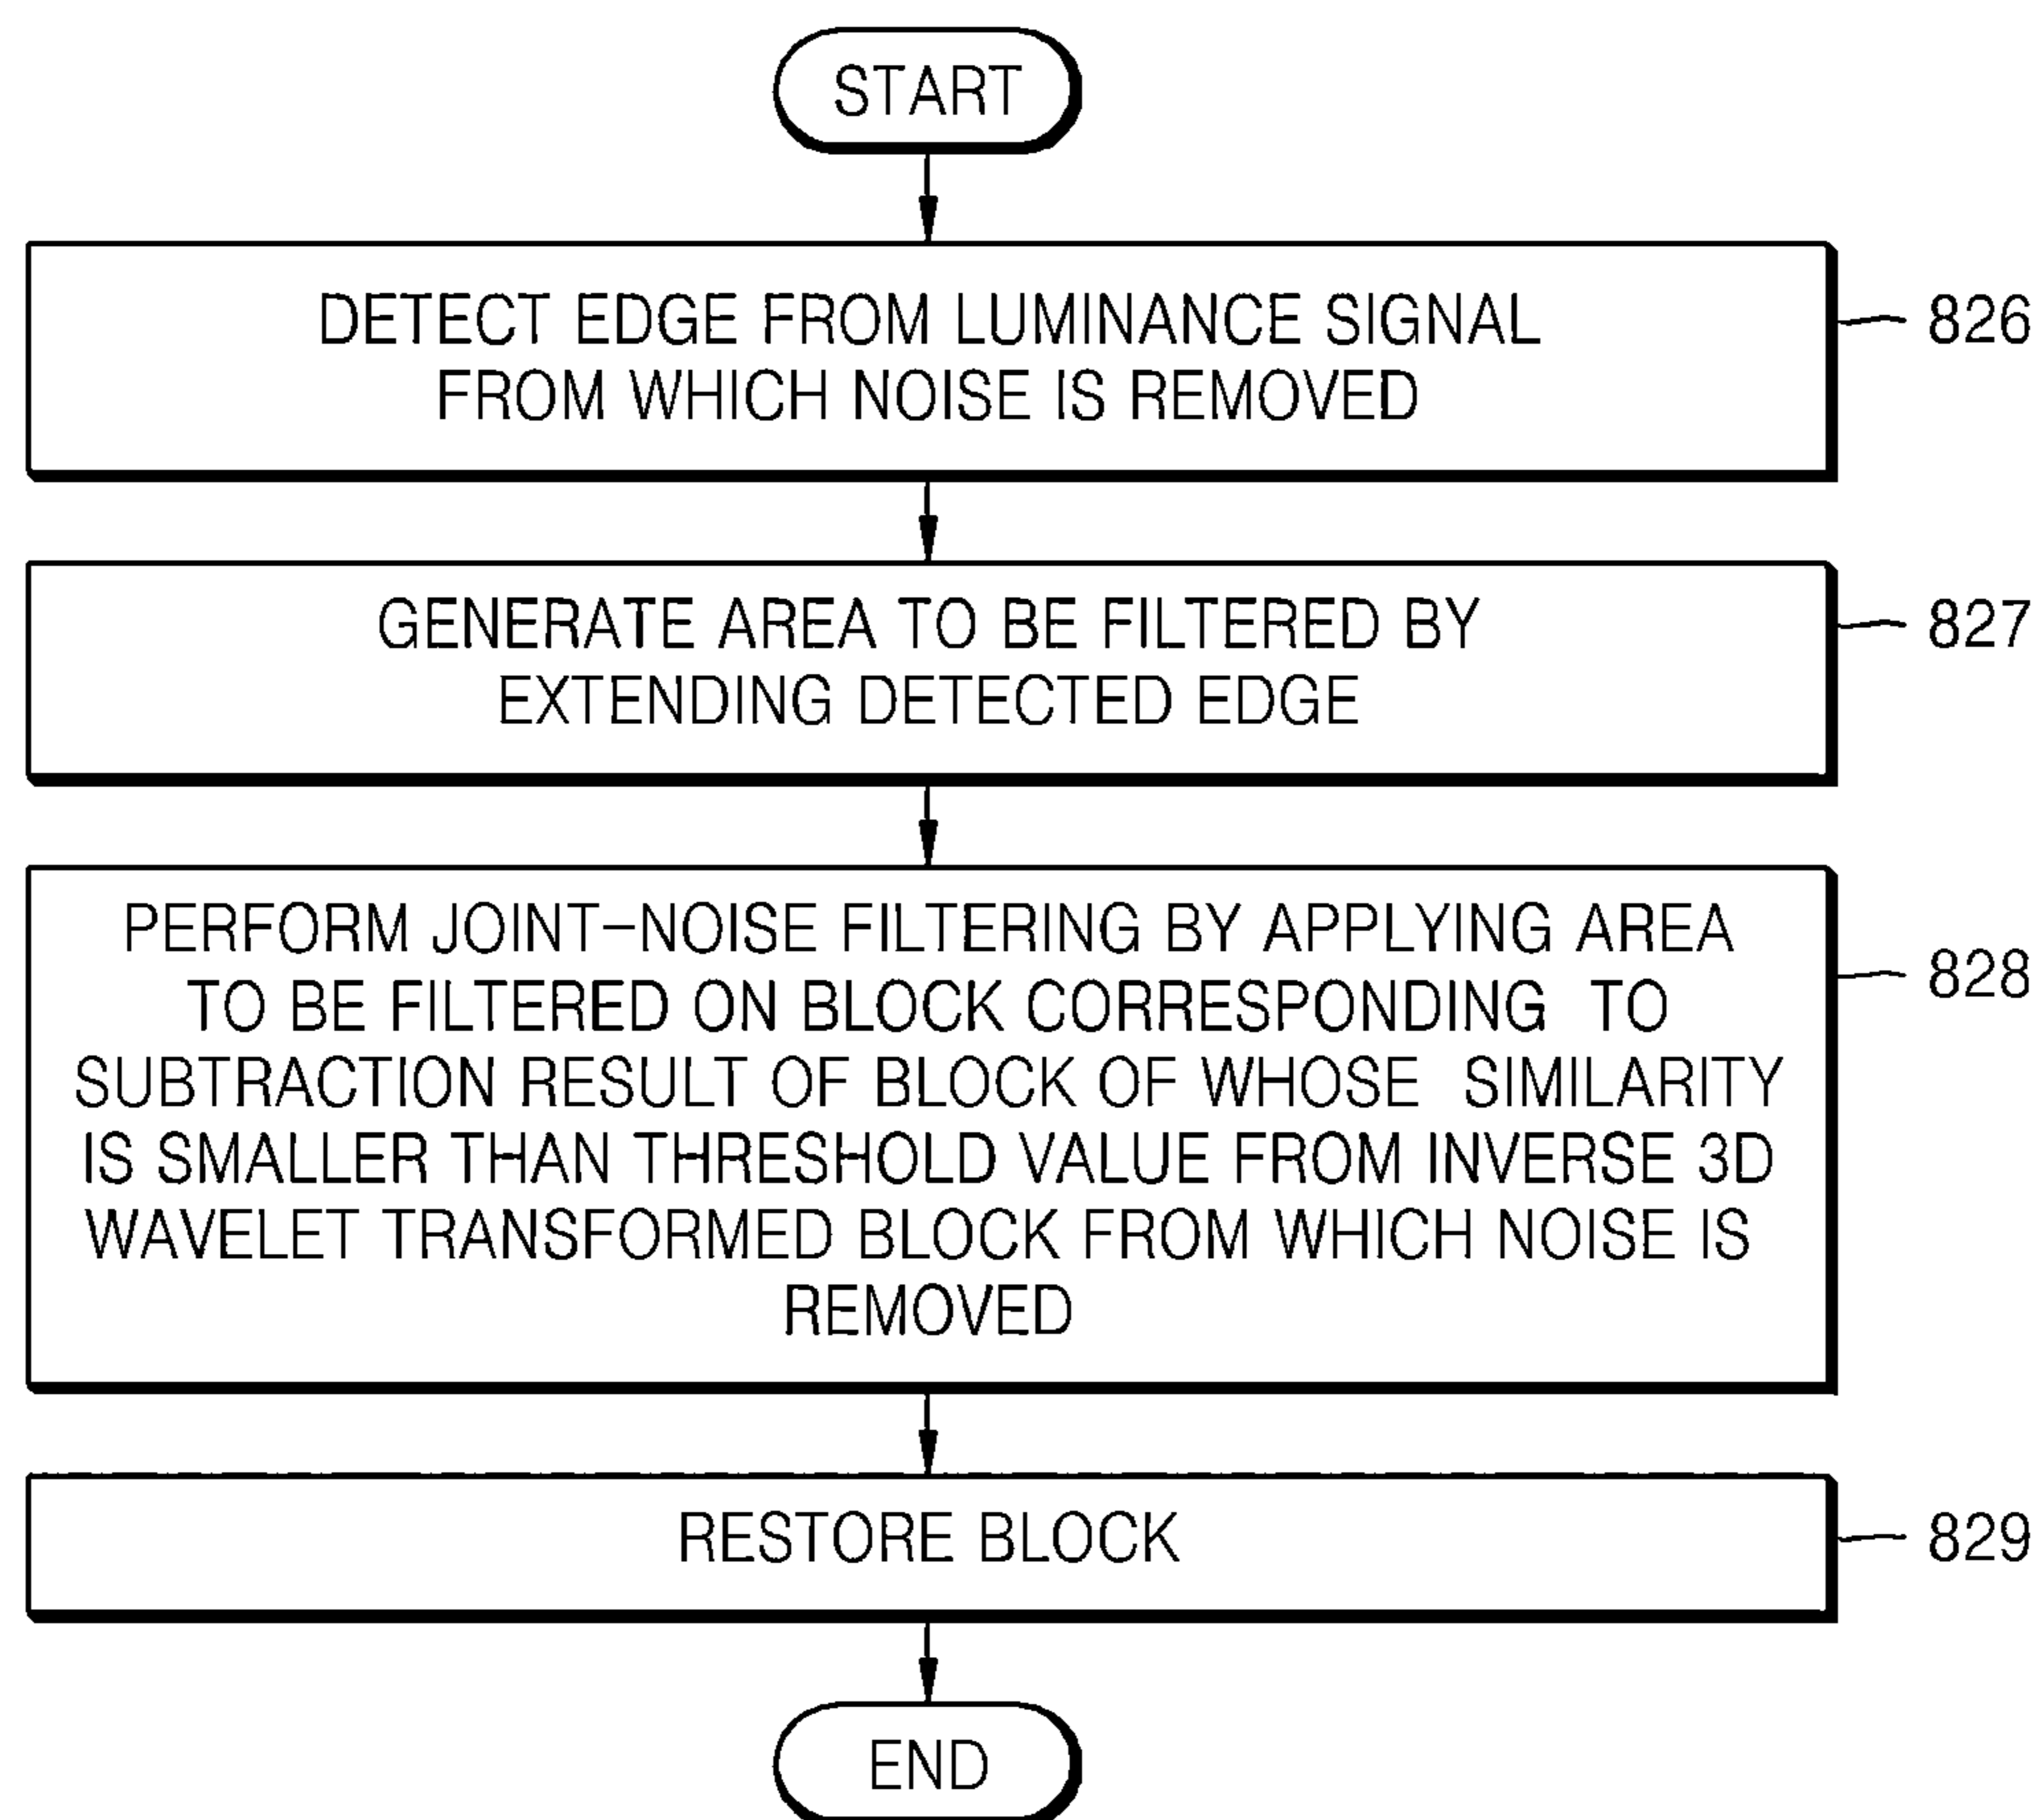 START
DETECT EDGE FROM LUMINANCE SIGNAL
FROM WHICH NOISE IS REMOVED
826
GENERATE AREA TO BE FILTERED BY
EXTENDING DETECTED EDGE
827
PERFORM JOINT-NOISE FILTERING BY APPLYING AREA
TO BE FILTERED ON BLOCK CORRESPONDING TO
SUBTRACTION RESULT OF BLOCK OF WHOSE SIMILARITY
IS SMALLER THAN THRESHOLD VALUE FROM INVERSE 3D
WAVELET TRANSFORMED BLOCK FROM WHICH NOISE IS
REMOVED
828
RESTORE BLOCK
829
END